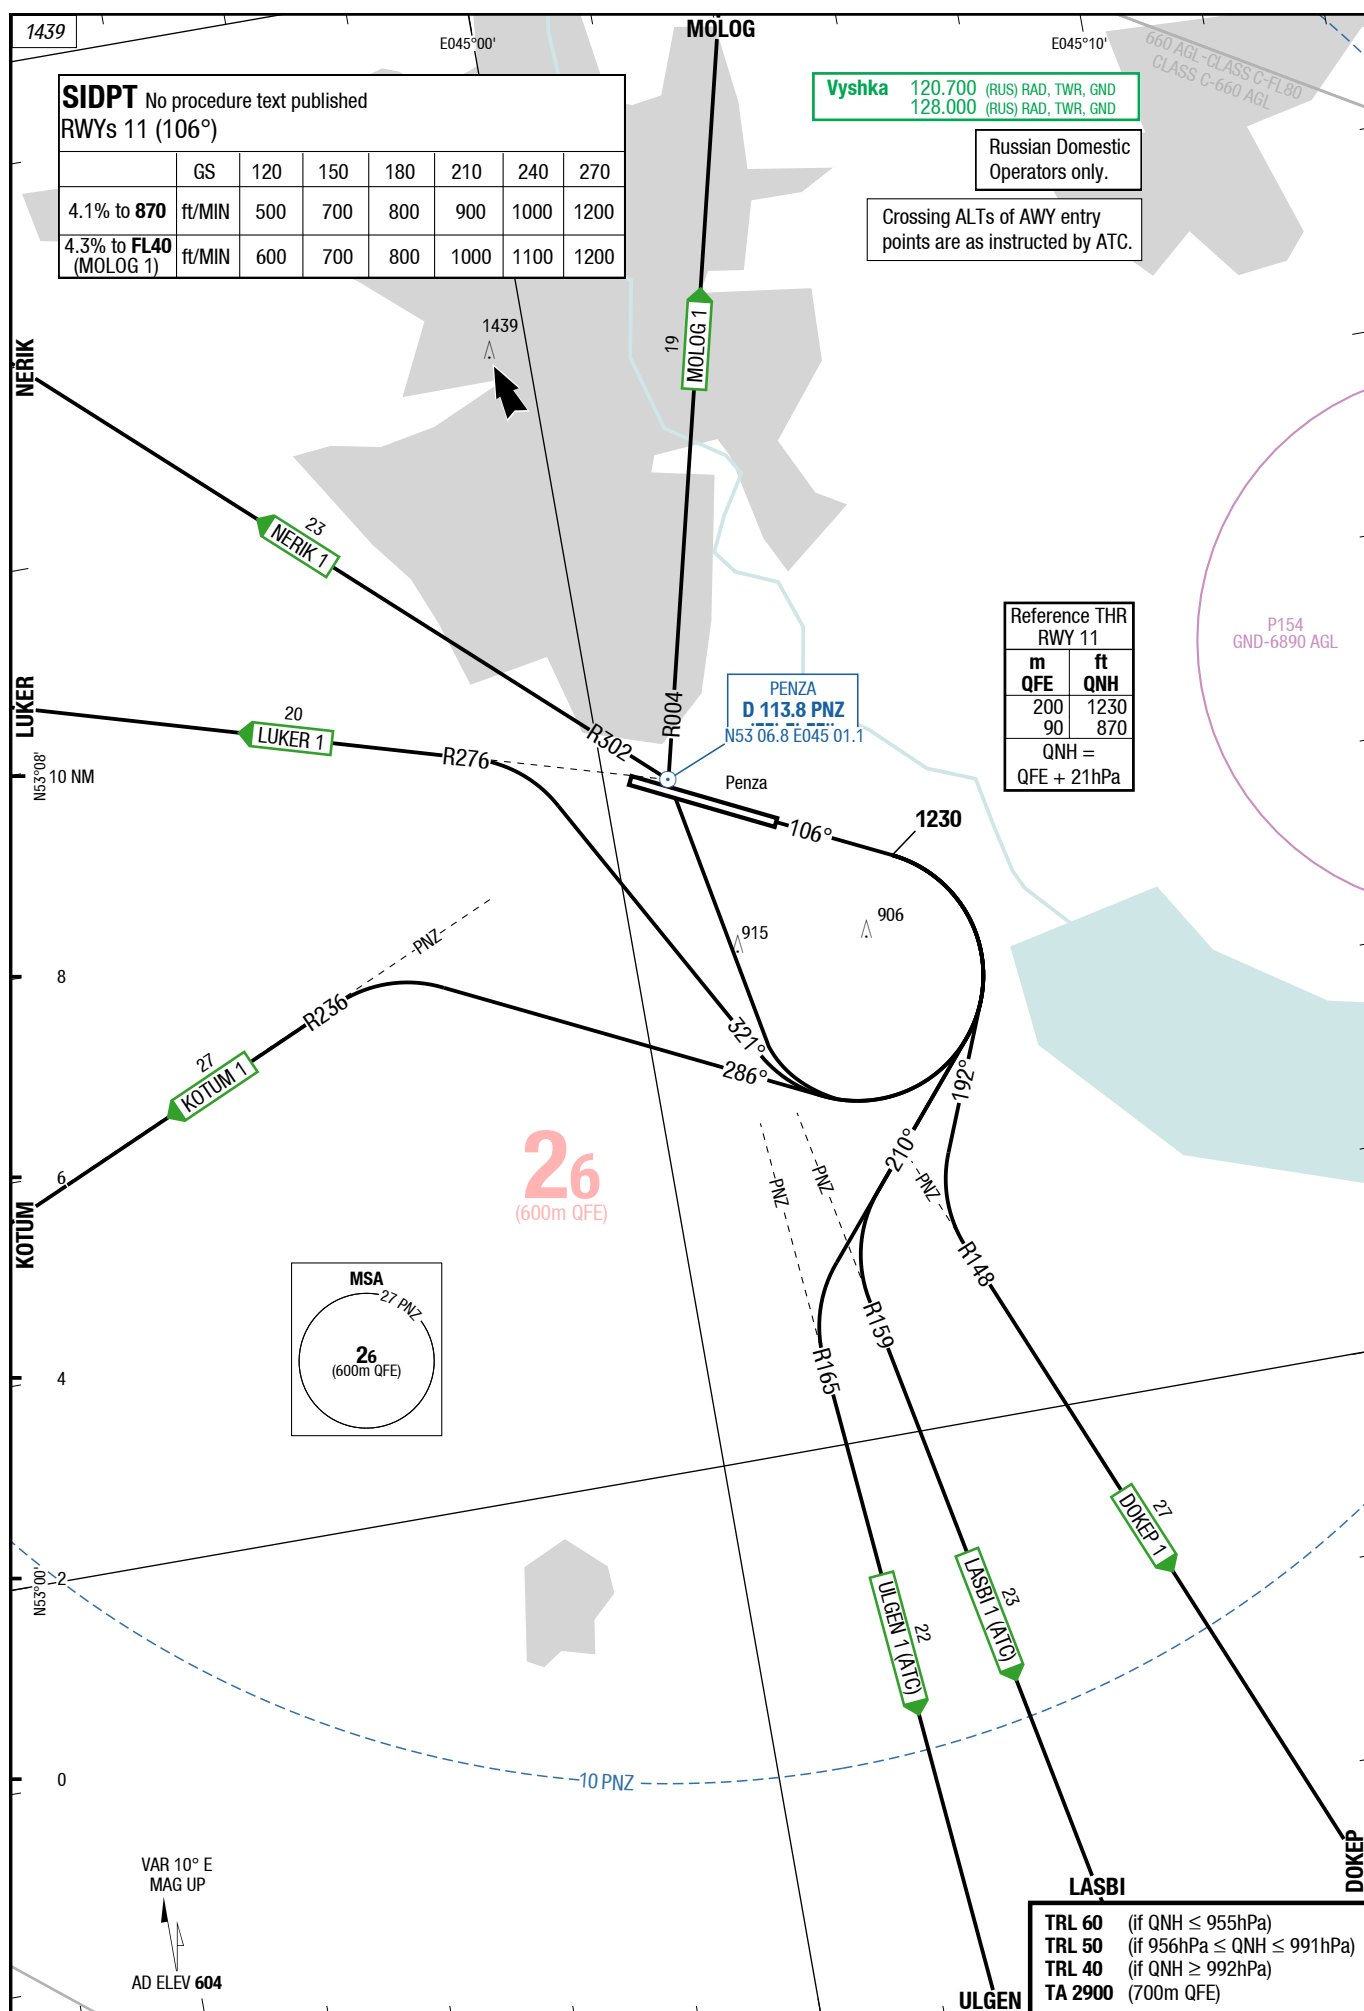 1439
E045°00'
MOLOG
E045°10'
660 AGL-CLASS C-FL80
CLASS C-660 AGL
SIDPT No procedure text published
RWYs 11 (106°)
GS 120 150 180 210 240 270
4.1% to 870 ft/MIN 500 700 800 900 1000 1200
4.3% to FL40 (MOLOG 1) ft/MIN 600 700 800 1000 1100 1200
Vyshka 120.700 (RUS) RAD, TWR, GND
128.000 (RUS) RAD, TWR, GND
Russian Domestic
Operators only.
Crossing ALTs of AWY entry
points are as instructed by ATC.
1439
19
MOLOG 1
NERIK
23
NERIK 1
P154
GND-6890 AGL
Reference THR
RWY 11
m ft
QFE QNH
200 1230
90 870
QNH =
QFE + 21hPa
PENZA
D 113.8 PNZ
N53 06.8 E045 01.1
LUKER
20
LUKER 1
R276
R302
R004
N53°08'
10 NM
Penza
106°
1230
906
915
PNZ
8
R236
27
KOTUM 1
321°
286°
192°
210°
26
(600m QFE)
PNZ
PNZ
PNZ
6
KOTUM
R148
R159
R165
MSA
27 PNZ
26
(600m QFE)
4
27
DOKEP 1
23
LASBI 1 (ATC)
22
ULGEN 1 (ATC)
N53°00'
2
10 PNZ
0
DOKEP
VAR 10° E
MAG UP
AD ELEV 604
LASBI
ULGEN
TRL 60 (if QNH ≤ 955hPa)
TRL 50 (if 956hPa ≤ QNH ≤ 991hPa)
TRL 40 (if QNH ≥ 992hPa)
TA 2900 (700m QFE)